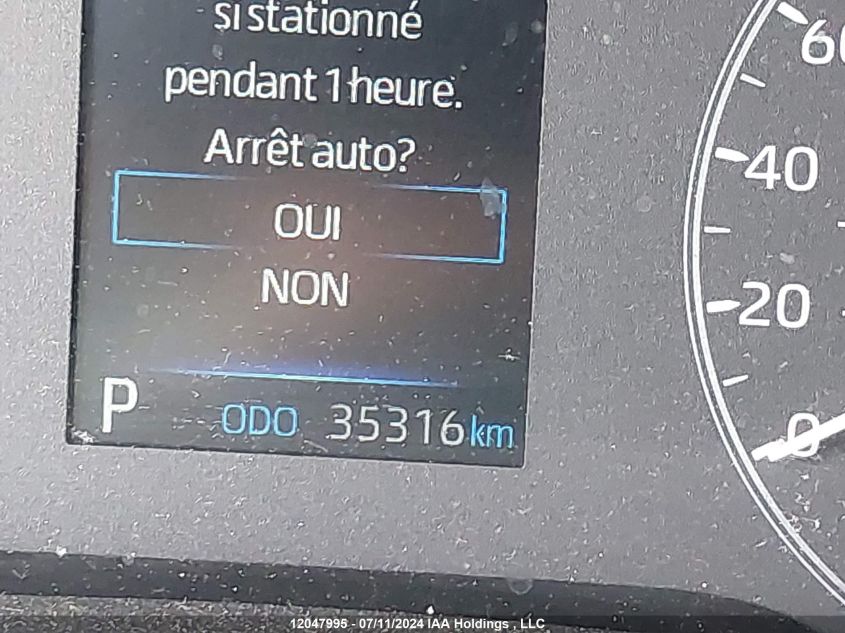 si stationné
pendant 1 heure.
Arrêt auto?
OUI
NON
P ODO 35316 km
60
40
20
0
12047995 - 07/11/2024 IAA Holdings , LLC